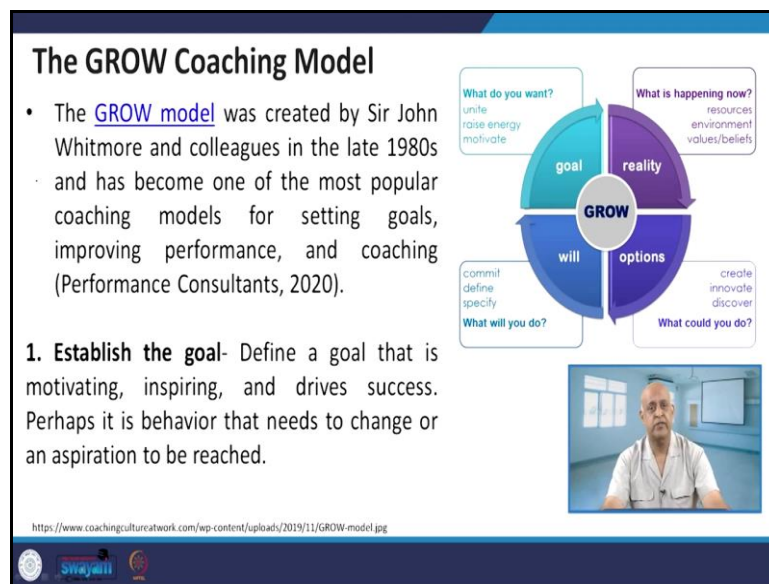 The GROW Coaching Model
• The GROW model was created by Sir John
Whitmore and colleagues in the late 1980s
and has become one of the most popular
coaching models for setting goals,
improving performance, and coaching
(Performance Consultants, 2020).
1. Establish the goal- Define a goal that is
motivating, inspiring, and drives success.
Perhaps it is behavior that needs to change or
an aspiration to be reached.
What do you want?
unite
raise energy
motivate
What is happening now?
resources
environment
values/beliefs
goal
reality
GROW
will
options
commit
define
specify
What will you do?
create
innovate
discover
What could you do?
https://www.coachingcultureatwork.com/wp-content/uploads/2019/11/GROW-model.jpg
swayam